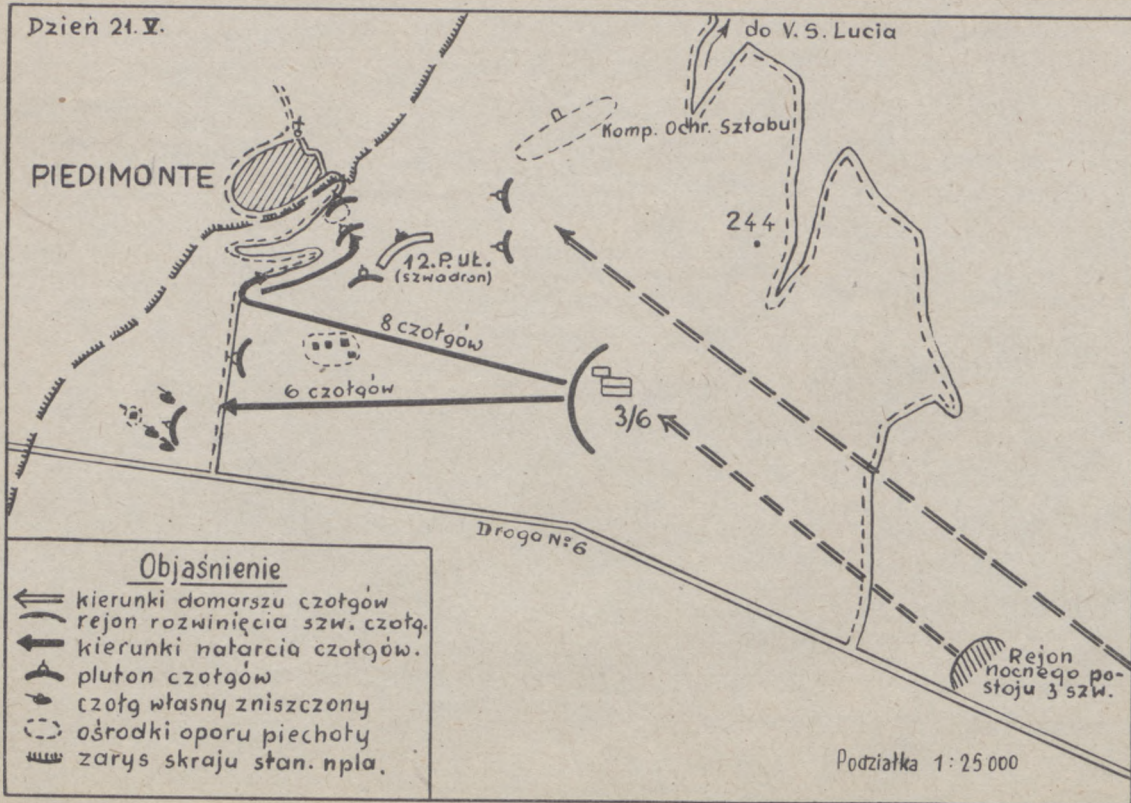 Dzień 21.V.
do V. S. Lucia
Komp. Ochr. Sztabu
PIEDIMONTE
244
12.P.UŁ.
(szwadron)
8 czołgów
6 czołgów
3/6
Droga No 6
Rejon
nocnego po-
stoju 3 szw.
Objaśnienie
kierunki domarszu czołgów
rejon rozwinięcia szw. czołg.
kierunki natarcia czołgów.
pluton czołgów
czołg własny zniszczony
ośrodki oporu piechoty
zarys skraju stan. npla.
Podziałka 1:25 000